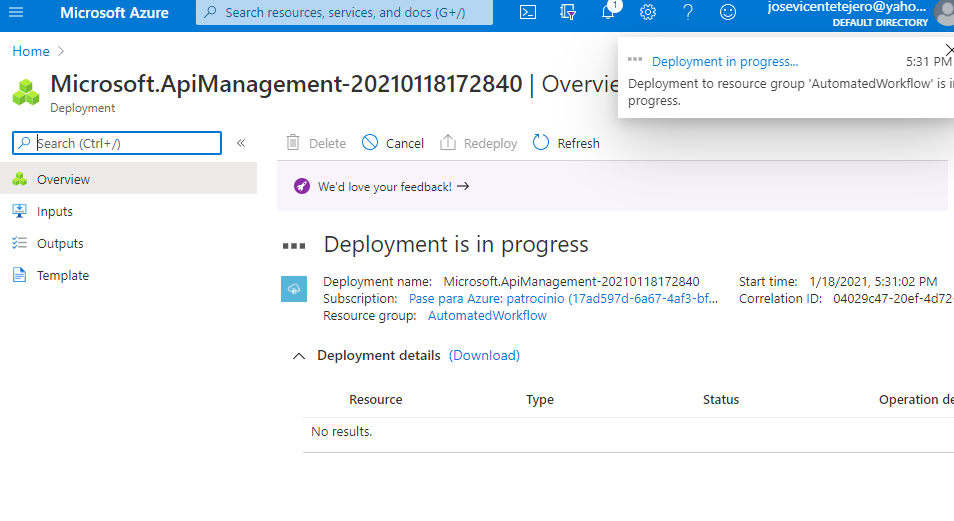 Microsoft Azure
Search resources, services, and docs (G+/)
1
josevicentetejero@yaho...
DEFAULT DIRECTORY
Home
Microsoft.ApiManagement-20210118172840 | Overvie
Deployment
Deployment in progress...
5:31 PM
Deployment to resource group 'AutomatedWorkflow' is in
progress.
Search (Ctrl+/)
«
Delete
Cancel
Redeploy
Refresh
Overview
Inputs
Outputs
Template
We'd love your feedback! →
Deployment is in progress
Deployment name: Microsoft.ApiManagement-20210118172840
Start time: 1/18/2021, 5:31:02 PM
Subscription: Pase para Azure: patrocinio (17ad597d-6a67-4af3-bf...
Correlation ID: 04029c47-20ef-4d72-
Resource group: AutomatedWorkflow
Deployment details (Download)
Resource Type Status Operation de
No results.